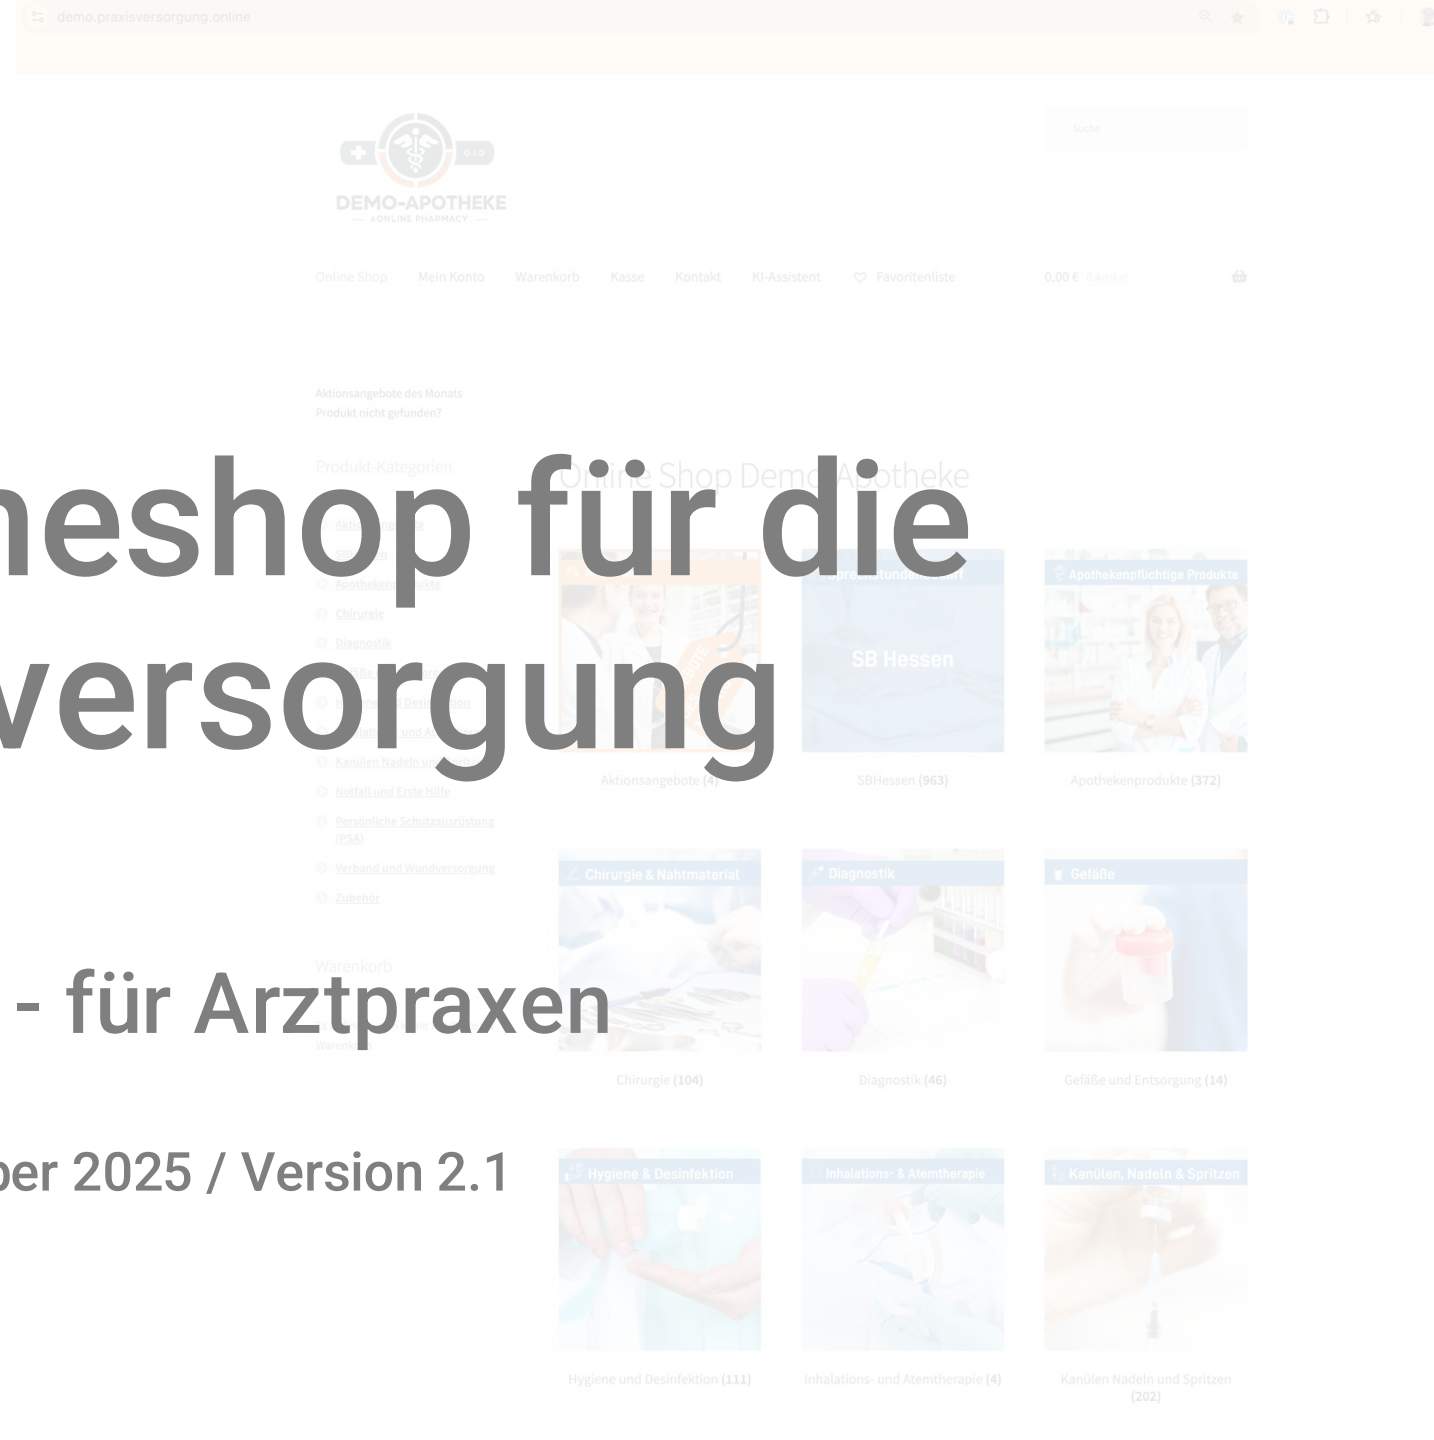 demo.praxisversorgung.online
Suche
DEMO-APOTHEKE
ONLINE PHARMACY
Online Shop Mein Konto Warenkorb Kasse Kontakt KI-Assistent Favoritenliste 0,00 € 0 Artikel
Aktionsangebote des Monats
Produkt nicht gefunden?
Produkt-Kategorien
Online Shop Demo Apotheke
neshop für die
versorgung
- für Arztpraxen
ber 2025 / Version 2.1
Chirurgie
Diagnostik
Notfall und Erste Hilfe
Persönliche Schutzausrüstung
(PSA)
Verband und Wundversorgung
Zubehör
Warenkorb
Warenkorb.
SB Hessen
Apothekenpflichtige Produkte
Aktionsangebote (4) SBHessen (963) Apothekenprodukte (372)
Chirurgie & Nahtmaterial Diagnostik Gefäße
Chirurgie (104) Diagnostik (46) Gefäße und Entsorgung (14)
Hygiene & Desinfektion Inhalations- & Atemtherapie Kanülen, Nadeln & Spritzen
Hygiene und Desinfektion (111) Inhalations- und Atemtherapie (4) Kanülen Nadeln und Spritzen
(202)